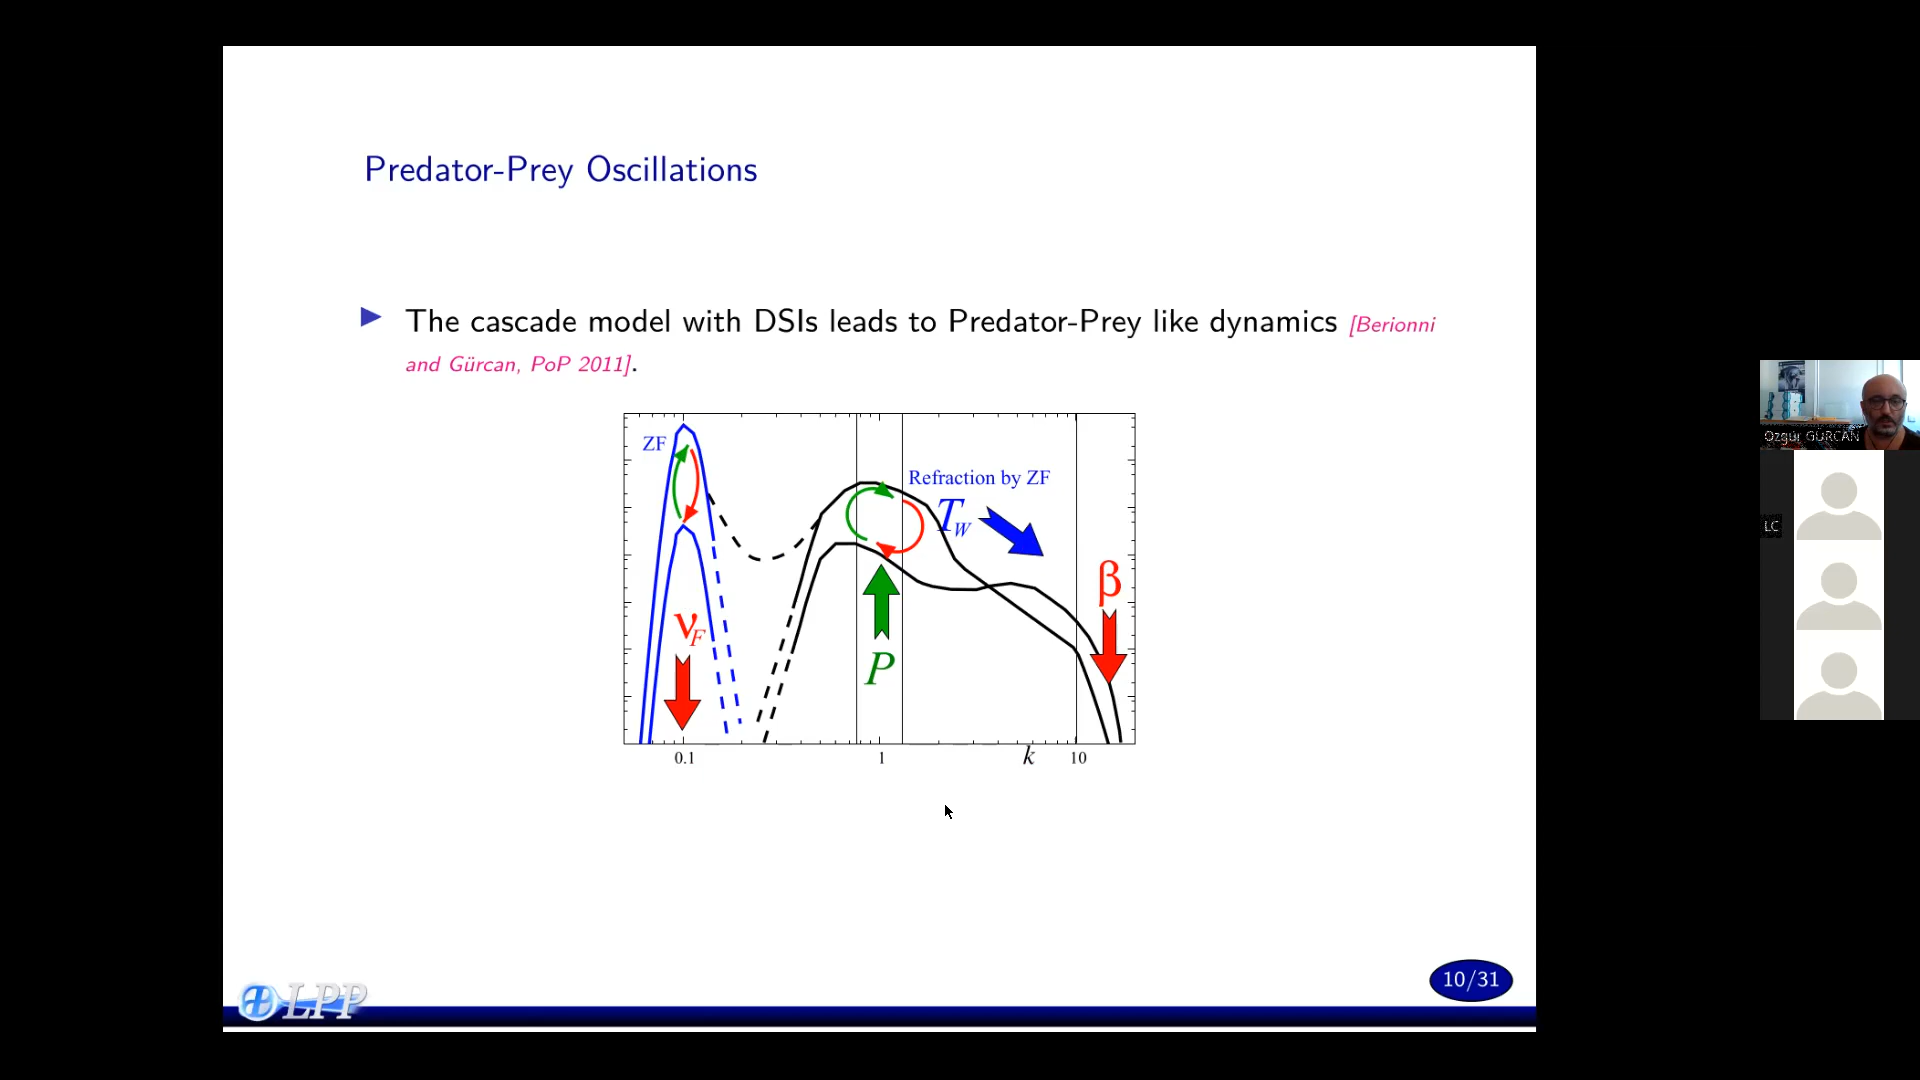 Predator-Prey Oscillations
The cascade model with DSIs leads to Predator-Prey like dynamics [Berionni
and Gürcan, PoP 2011].
ZF
Refraction by ZF
T_W
β
ν_F
P
0.1
1
k
10
10/31
LPP
Özgür GÜRCAN
LC